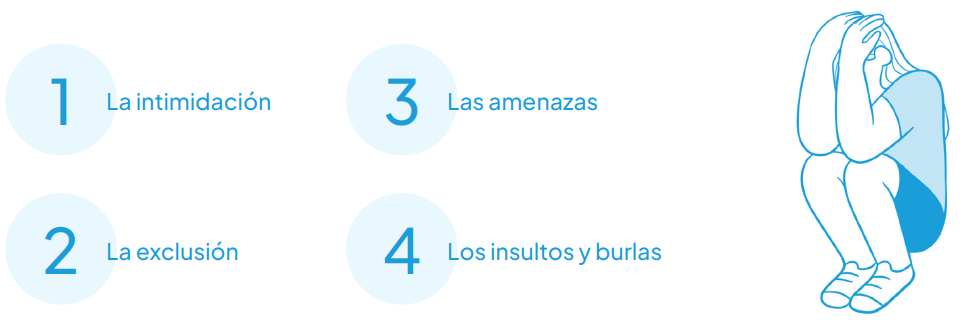 1 La intimidación
2 La exclusión
3 Las amenazas
4 Los insultos y burlas